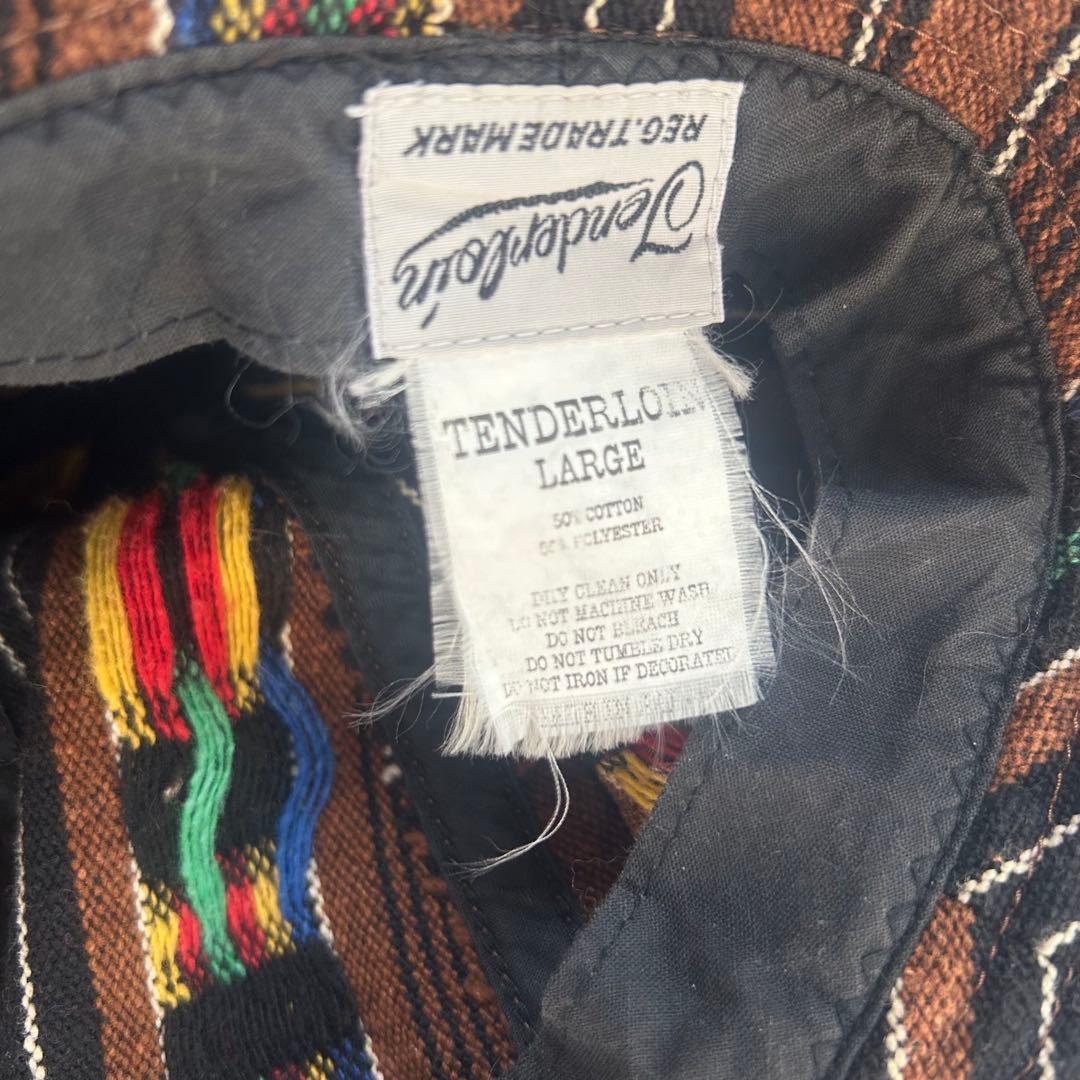 REG. TRADEMARK
Tenderloin
TENDERLOIN
LARGE
50% COTTON
50% POLYESTER
DRY CLEAN ONLY
DO NOT MACHINE WASH
DO NOT BLEACH
DO NOT TUMBLE DRY
DO NOT IRON IF DECORATED